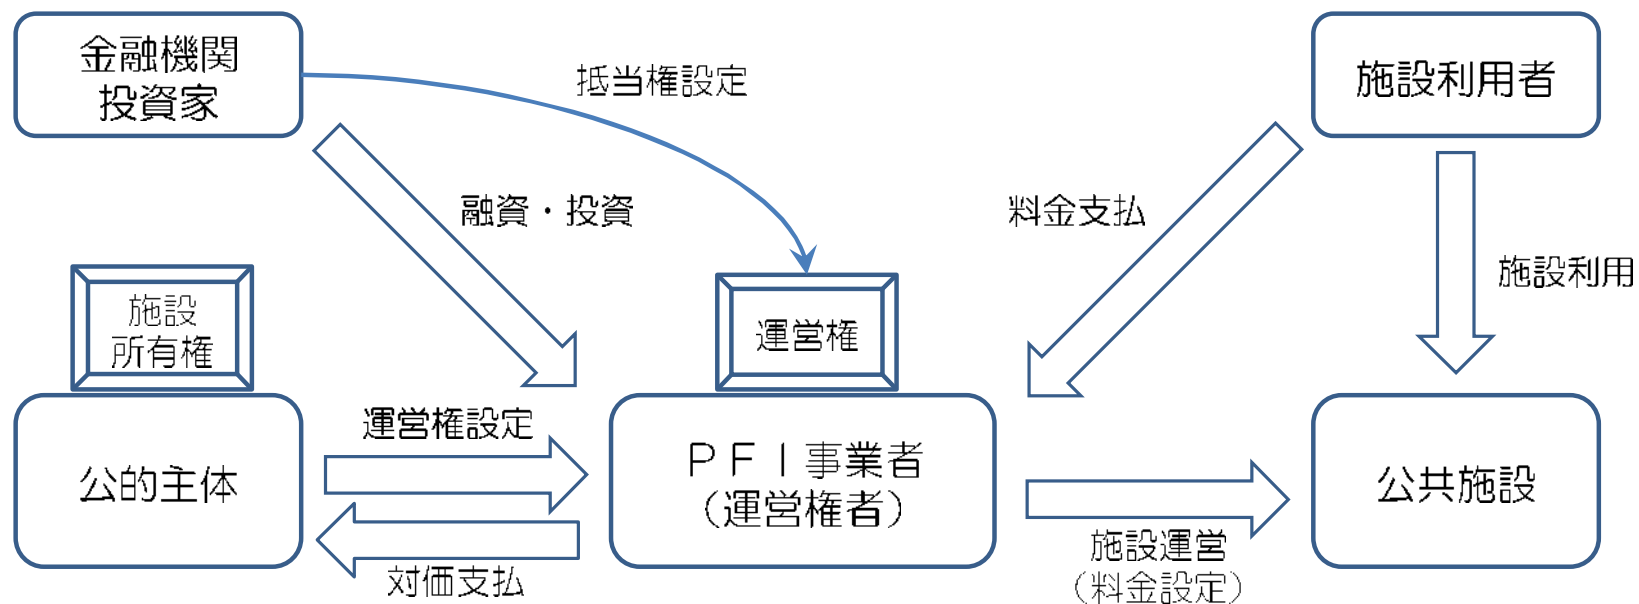 金融機関
投資家
抵当権設定
施設利用者
融資・投資
料金支払
施設利用
施設
所有権
運営権
運営権設定
公的主体
ＰＦＩ事業者
（運営権者）
公共施設
対価支払
施設運営
（料金設定）